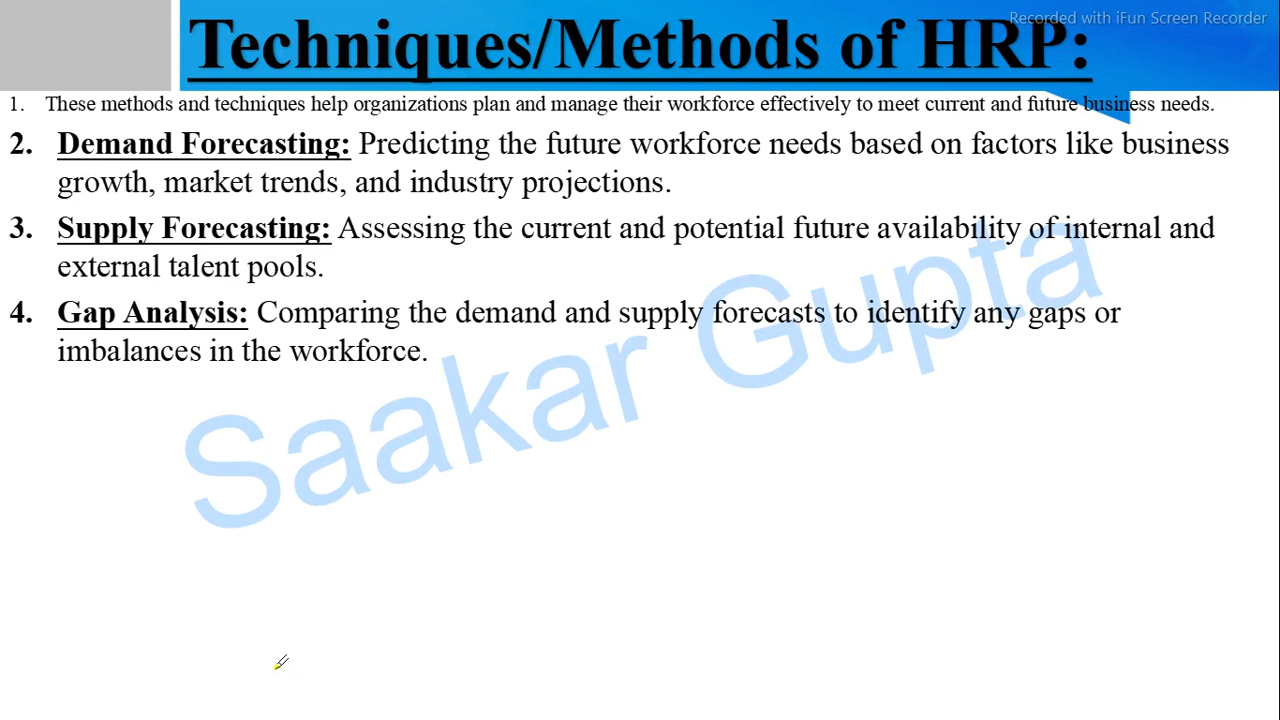 Recorded with iFun Screen Recorder
Techniques/Methods of HRP:
1. These methods and techniques help organizations plan and manage their workforce effectively to meet current and future business needs.
2. Demand Forecasting: Predicting the future workforce needs based on factors like business
growth, market trends, and industry projections.
3. Supply Forecasting: Assessing the current and potential future availability of internal and
external talent pools.
4. Gap Analysis: Comparing the demand and supply forecasts to identify any gaps or
imbalances in the workforce.
Saakar Gupta